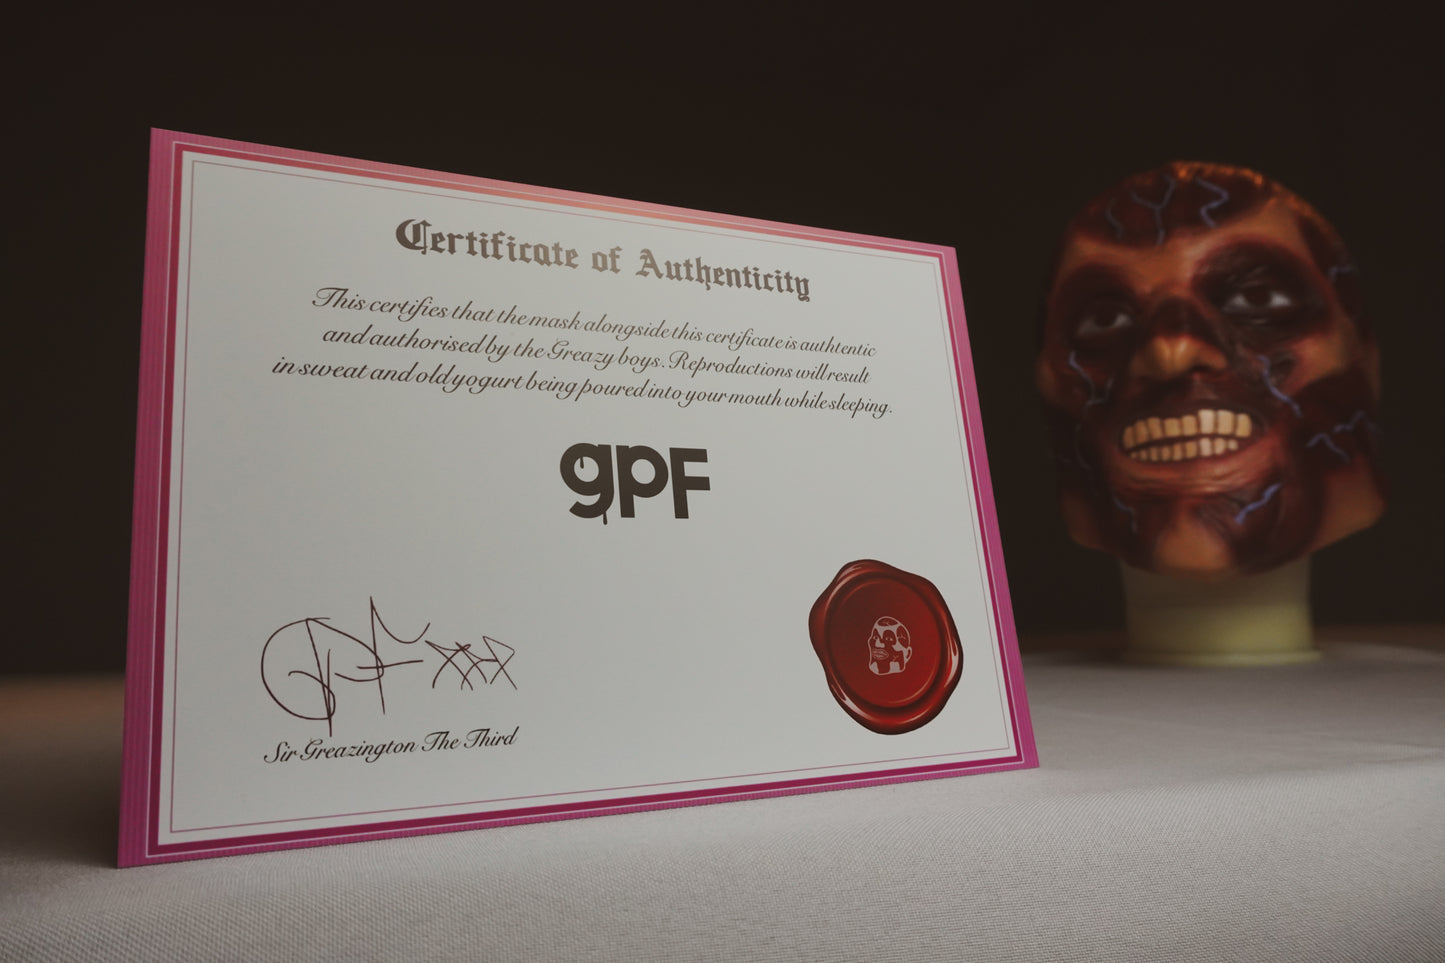 Certificate of Authenticity
This certifies that the mask alongside this certificate is authtentic
and authorised by the Greazy boys. Reproductions will result
in sweat and old yogurt being poured into your mouth while sleeping.
gPF
Sir Greazington The Third